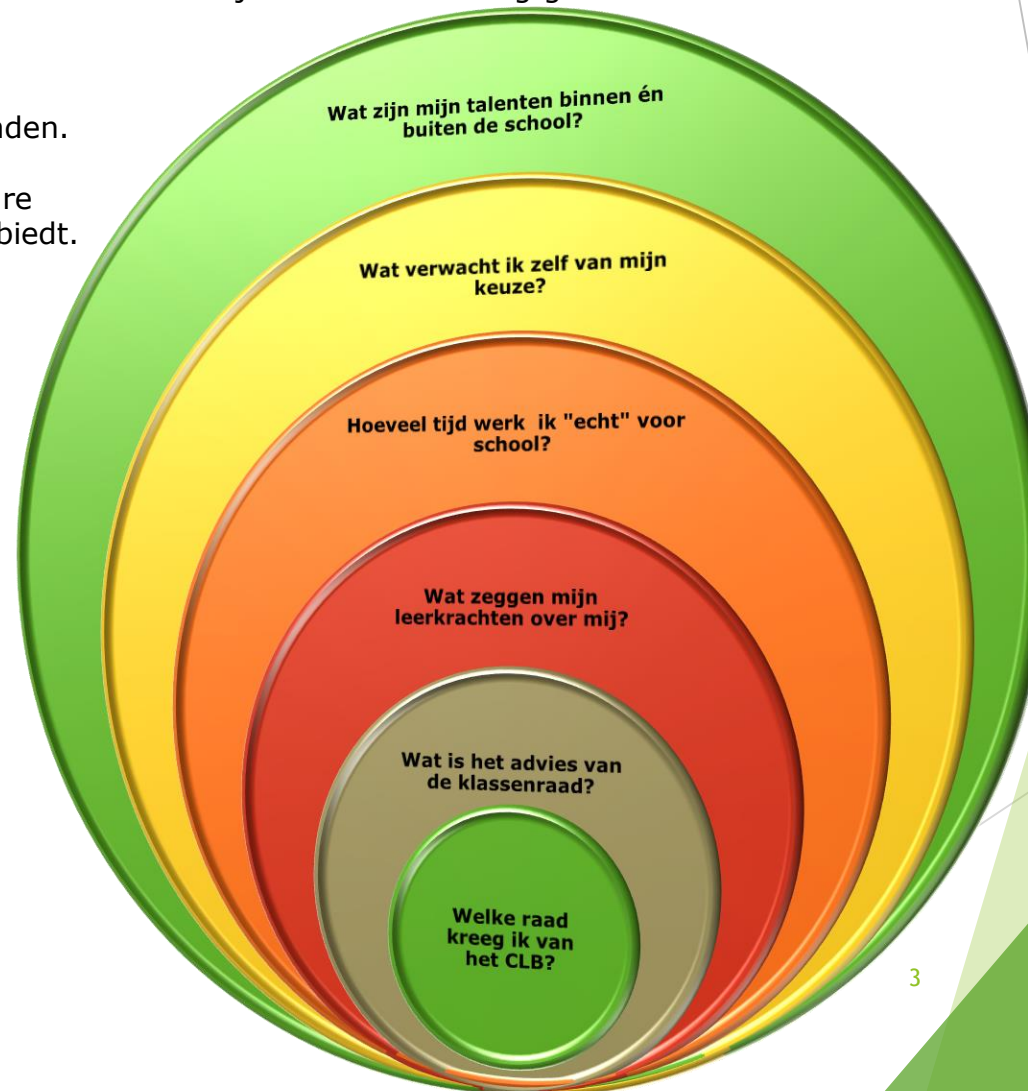 nden.
re
biedt.
Wat zijn mijn talenten binnen én
buiten de school?
Wat verwacht ik zelf van mijn
keuze?
Hoeveel tijd werk  ik "echt" voor
school?
Wat zeggen mijn
leerkrachten over mij?
Wat is het advies van
de klassenraad?
Welke raad
kreeg ik van
het CLB?
3